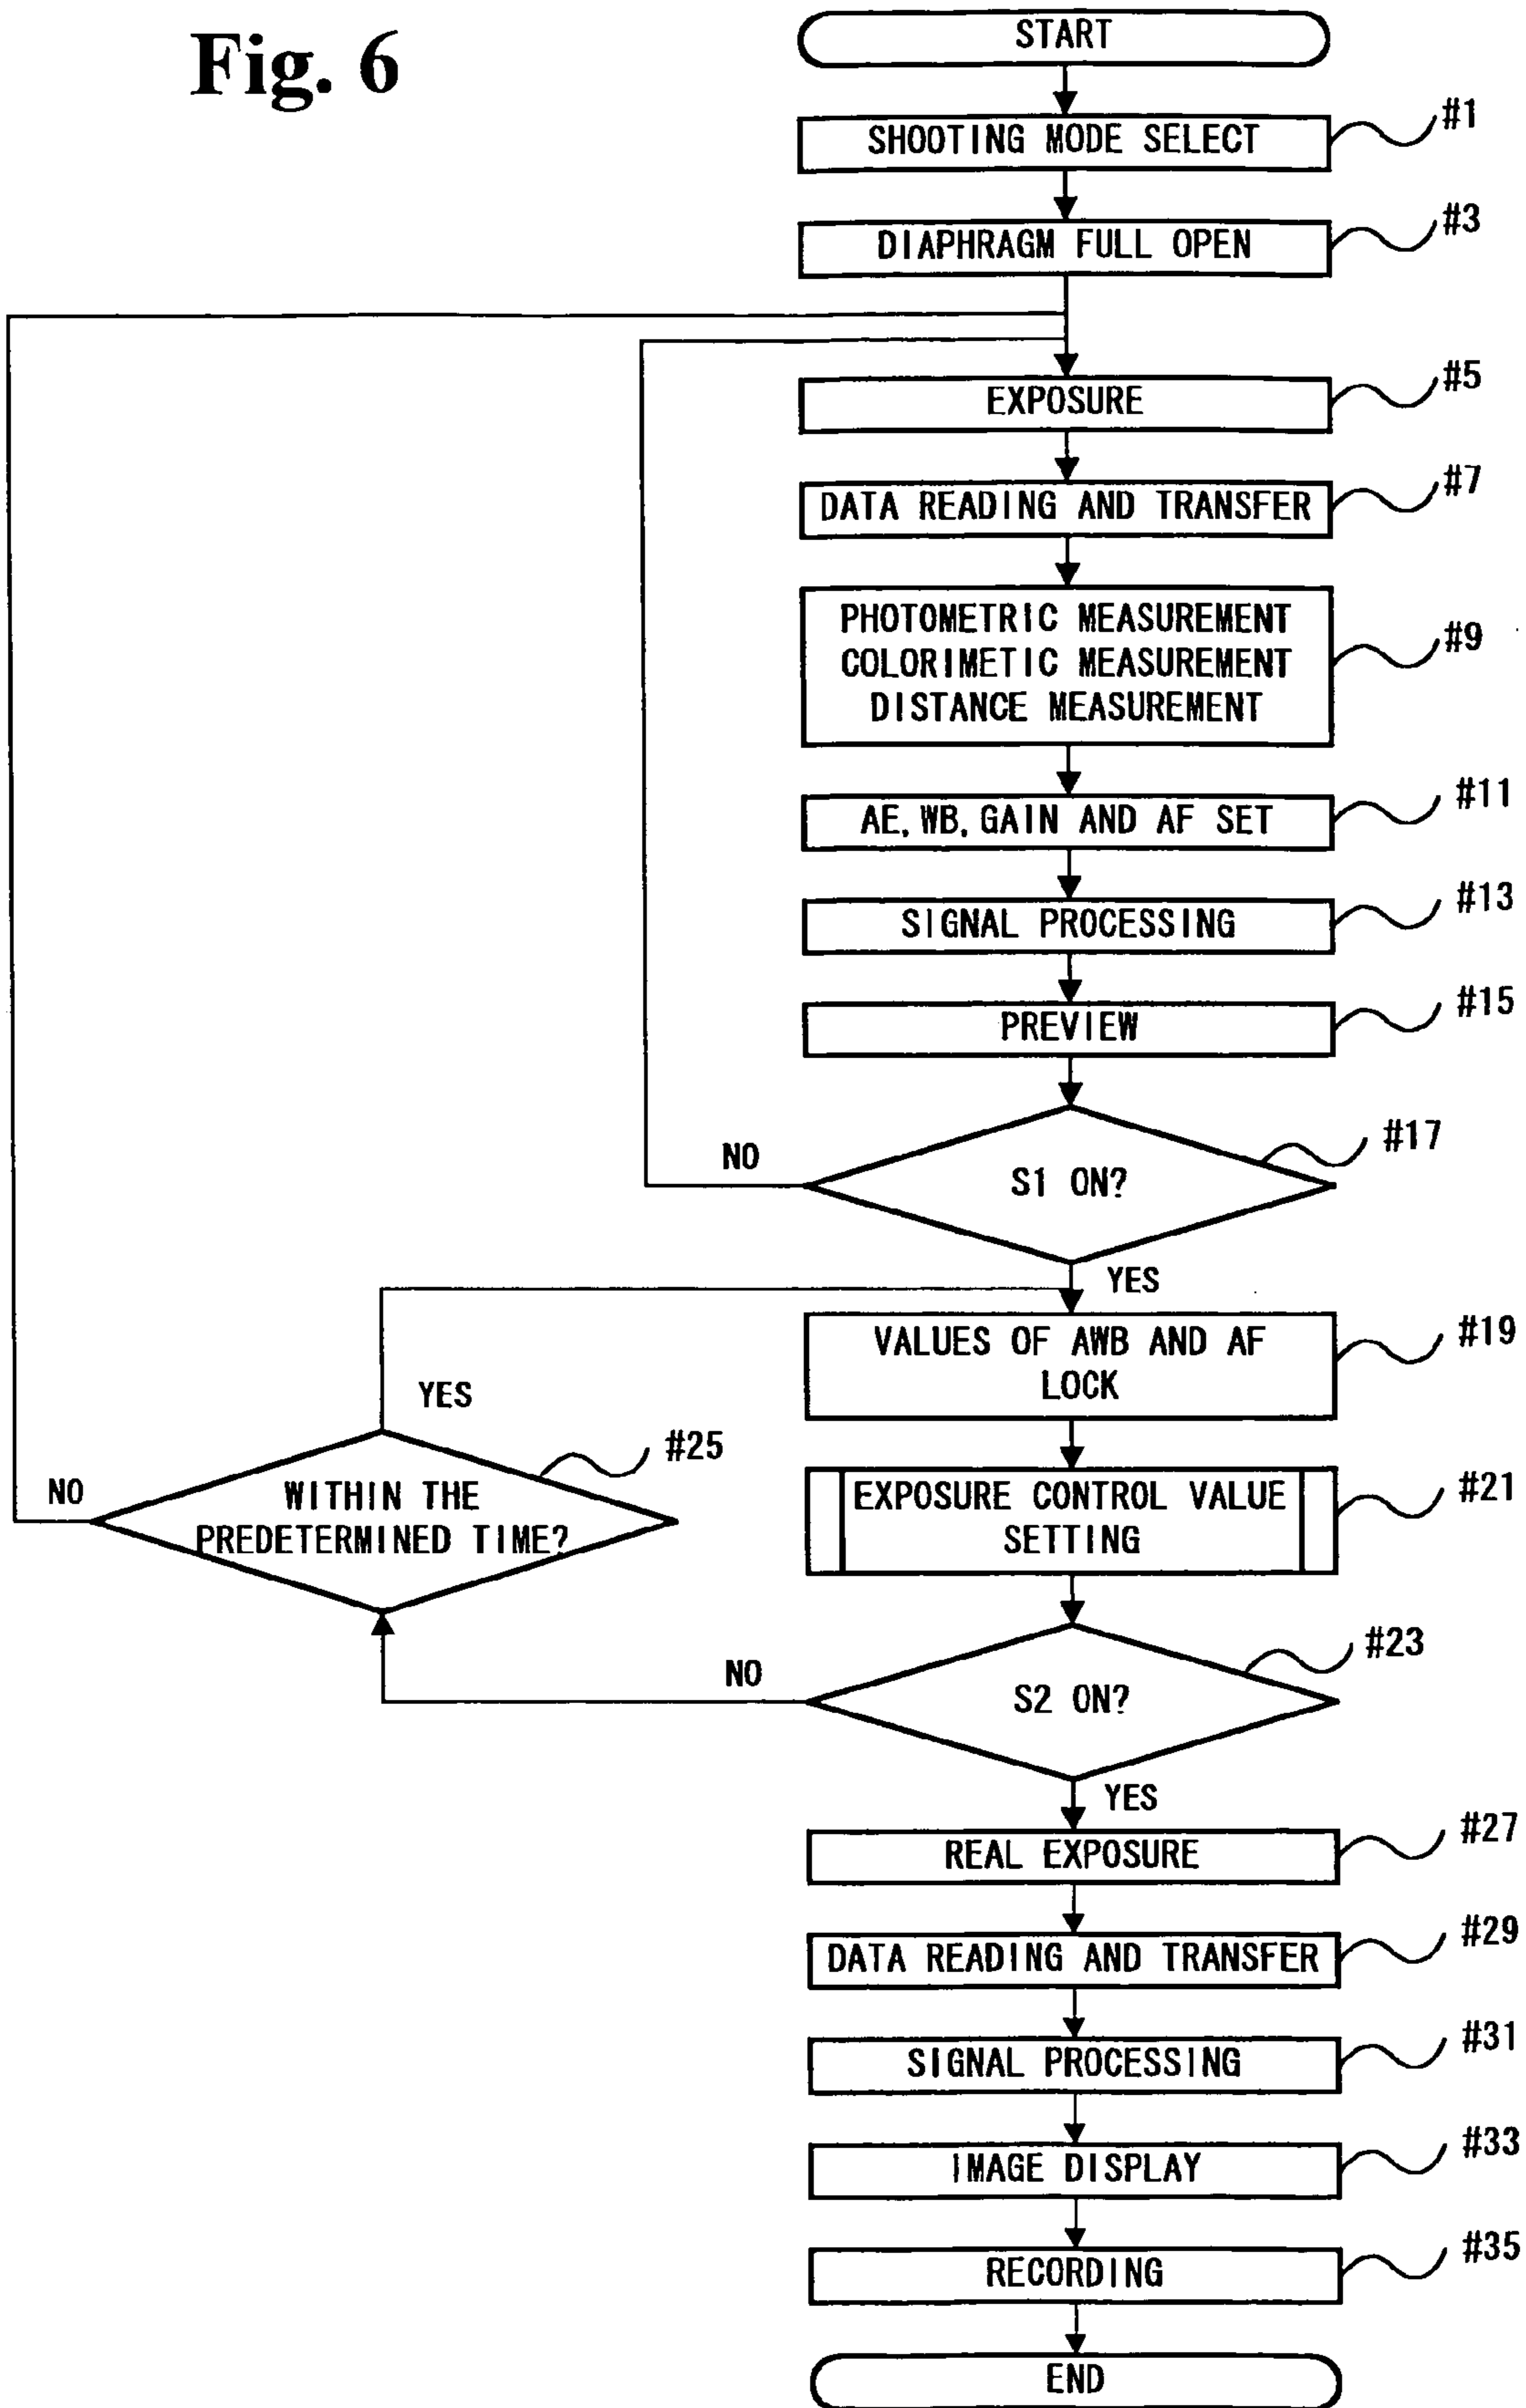 Fig. 6
START
SHOOTING MODE SELECT
#1
DIAPHRAGM FULL OPEN
#3
EXPOSURE
#5
DATA READING AND TRANSFER
#7
PHOTOMETRIC MEASUREMENT
COLORIMETIC MEASUREMENT
DISTANCE MEASUREMENT
#9
AE, WB, GAIN AND AF SET
#11
SIGNAL PROCESSING
#13
PREVIEW
#15
S1 ON?
#17
NO
YES
VALUES OF AWB AND AF
LOCK
#19
EXPOSURE CONTROL VALUE
SETTING
#21
S2 ON?
#23
NO
WITHIN THE
PREDETERMINED TIME?
#25
YES
NO
YES
REAL EXPOSURE
#27
DATA READING AND TRANSFER
#29
SIGNAL PROCESSING
#31
IMAGE DISPLAY
#33
RECORDING
#35
END